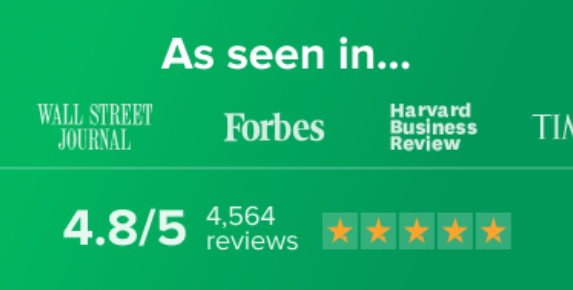 As seen in...
WALL STREET
JOURNAL
Forbes
Harvard
Business
Review
4.8/5
4,564
reviews